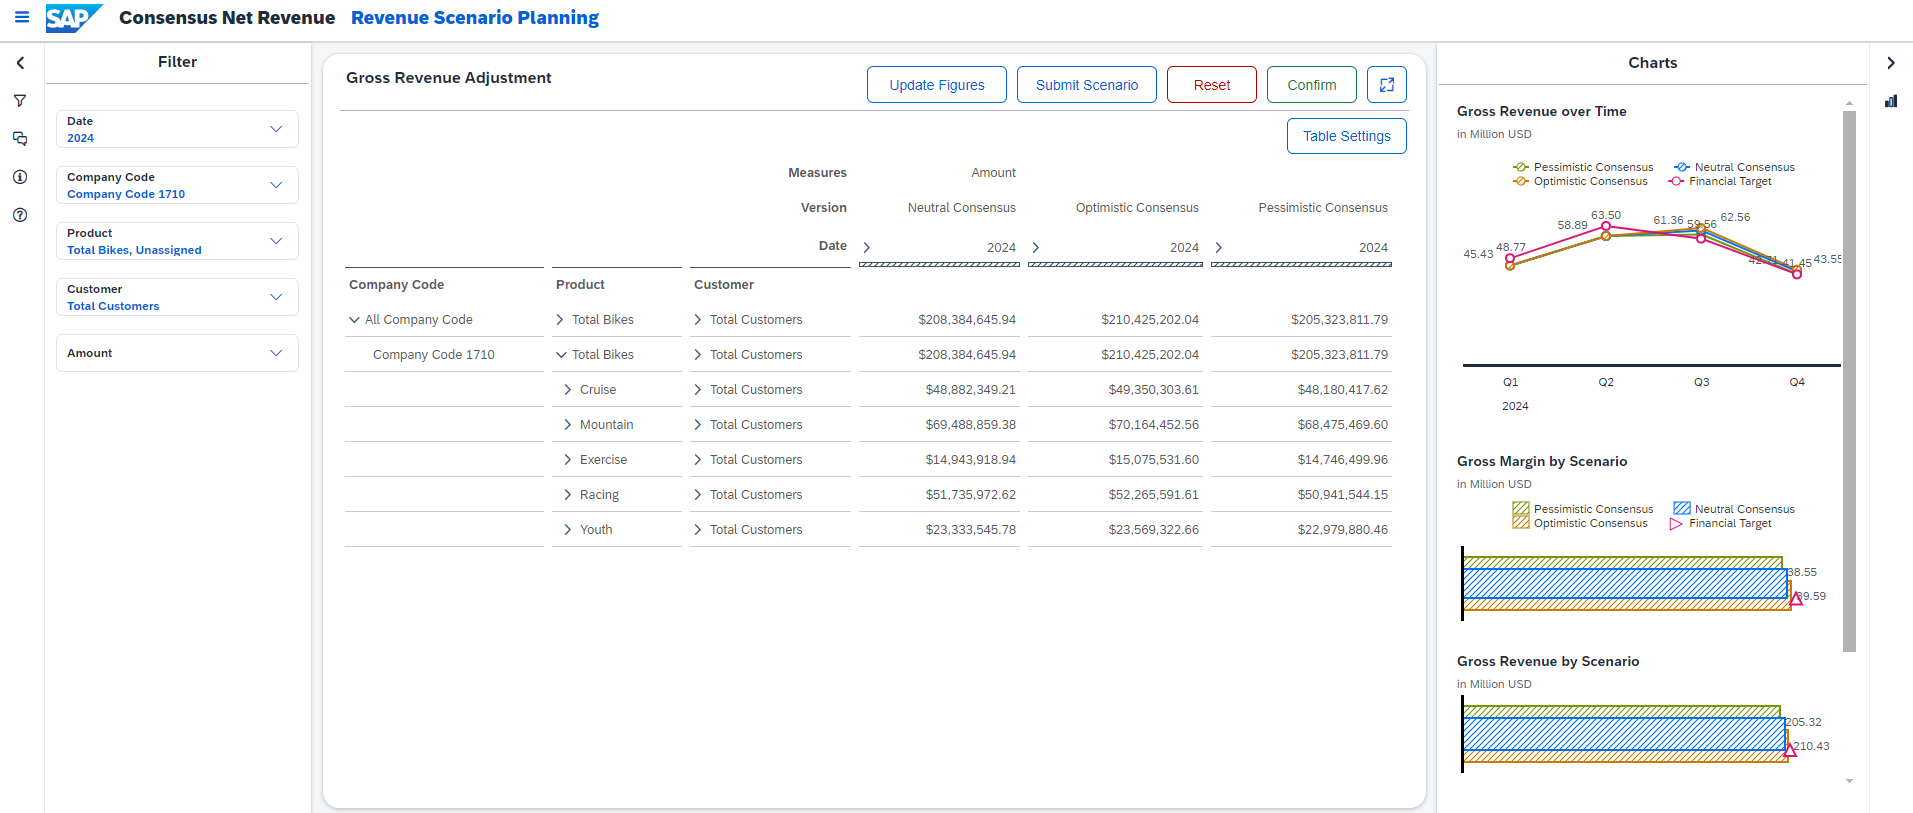 SAP Consensus Net Revenue Revenue Scenario Planning
Filter
Date
2024
Company Code
Company Code 1710
Product
Total Bikes, Unassigned
Customer
Total Customers
Amount
Gross Revenue Adjustment
Update Figures Submit Scenario Reset Confirm
Table Settings
Measures Amount
Version Neutral Consensus Optimistic Consensus Pessimistic Consensus
Date 2024 2024 2024
Company Code Product Customer
All Company Code Total Bikes Total Customers $208,384,645.94 $210,425,202.04 $205,323,811.79
Company Code 1710 Total Bikes Total Customers $208,384,645.94 $210,425,202.04 $205,323,811.79
Cruise Total Customers $48,882,349.21 $49,350,303.61 $48,180,417.62
Mountain Total Customers $69,488,859.38 $70,164,452.56 $68,475,469.60
Exercise Total Customers $14,943,918.94 $15,075,531.60 $14,746,499.96
Racing Total Customers $51,735,972.62 $52,265,591.61 $50,941,544.15
Youth Total Customers $23,333,545.78 $23,569,322.66 $22,979,880.46
Charts
Gross Revenue over Time
in Million USD
Pessimistic Consensus Neutral Consensus
Optimistic Consensus Financial Target
45.43 48.77 58.89 63.50 61.36 59.56 62.56 41.45 43.55
Q1 Q2 Q3 Q4
2024
Gross Margin by Scenario
in Million USD
Pessimistic Consensus Neutral Consensus
Optimistic Consensus Financial Target
38.55
39.59
Gross Revenue by Scenario
in Million USD
205.32
210.43